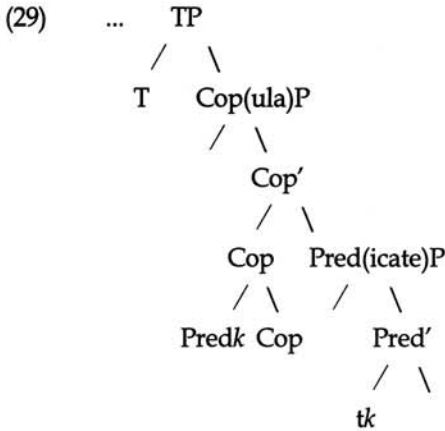 (29) ... TP
T Cop(ula)P
Cop′
Cop Pred(icate)P
Predk Cop Pred′
tk